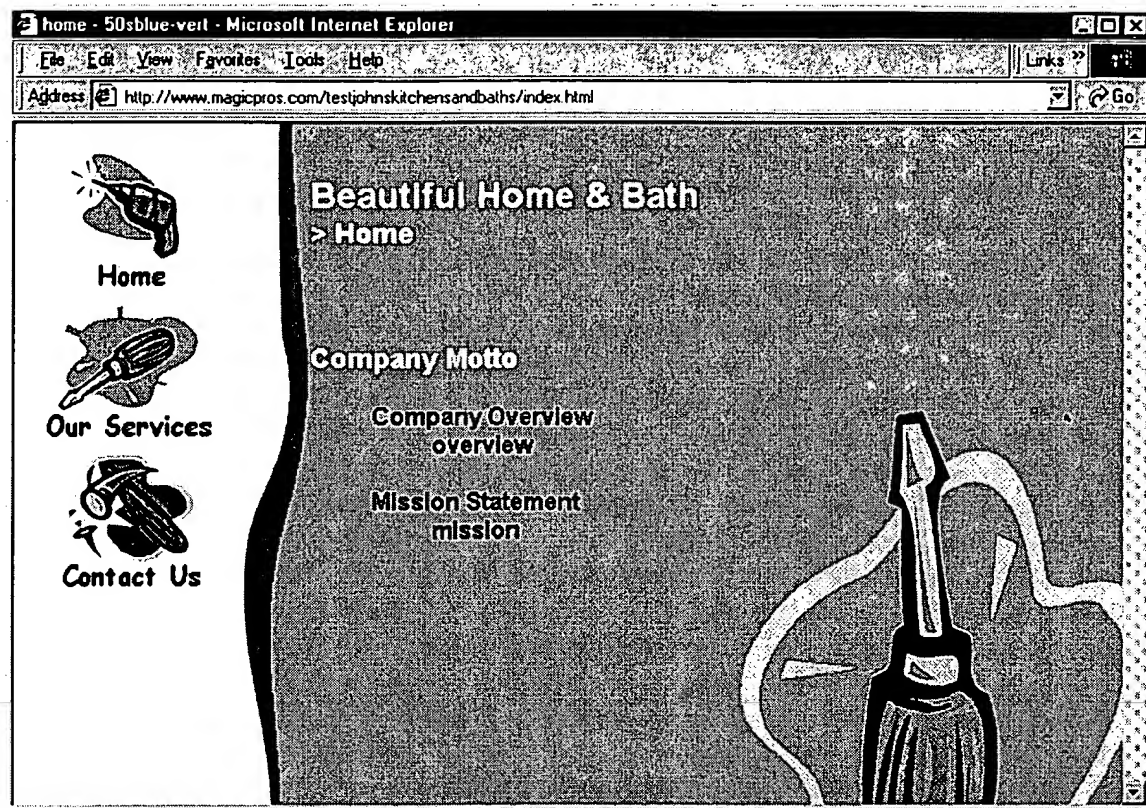 home - 50sblue-vert - Microsoft Internet Explorer
File Edit View Favorites Tools Help Links »
Address http://www.magicpros.com/testjohnskitchensandbaths/index.html Go
Beautiful Home & Bath
> Home
Home
Company Motto
Our Services
Company Overview
overview
Mission Statement
mission
Contact Us